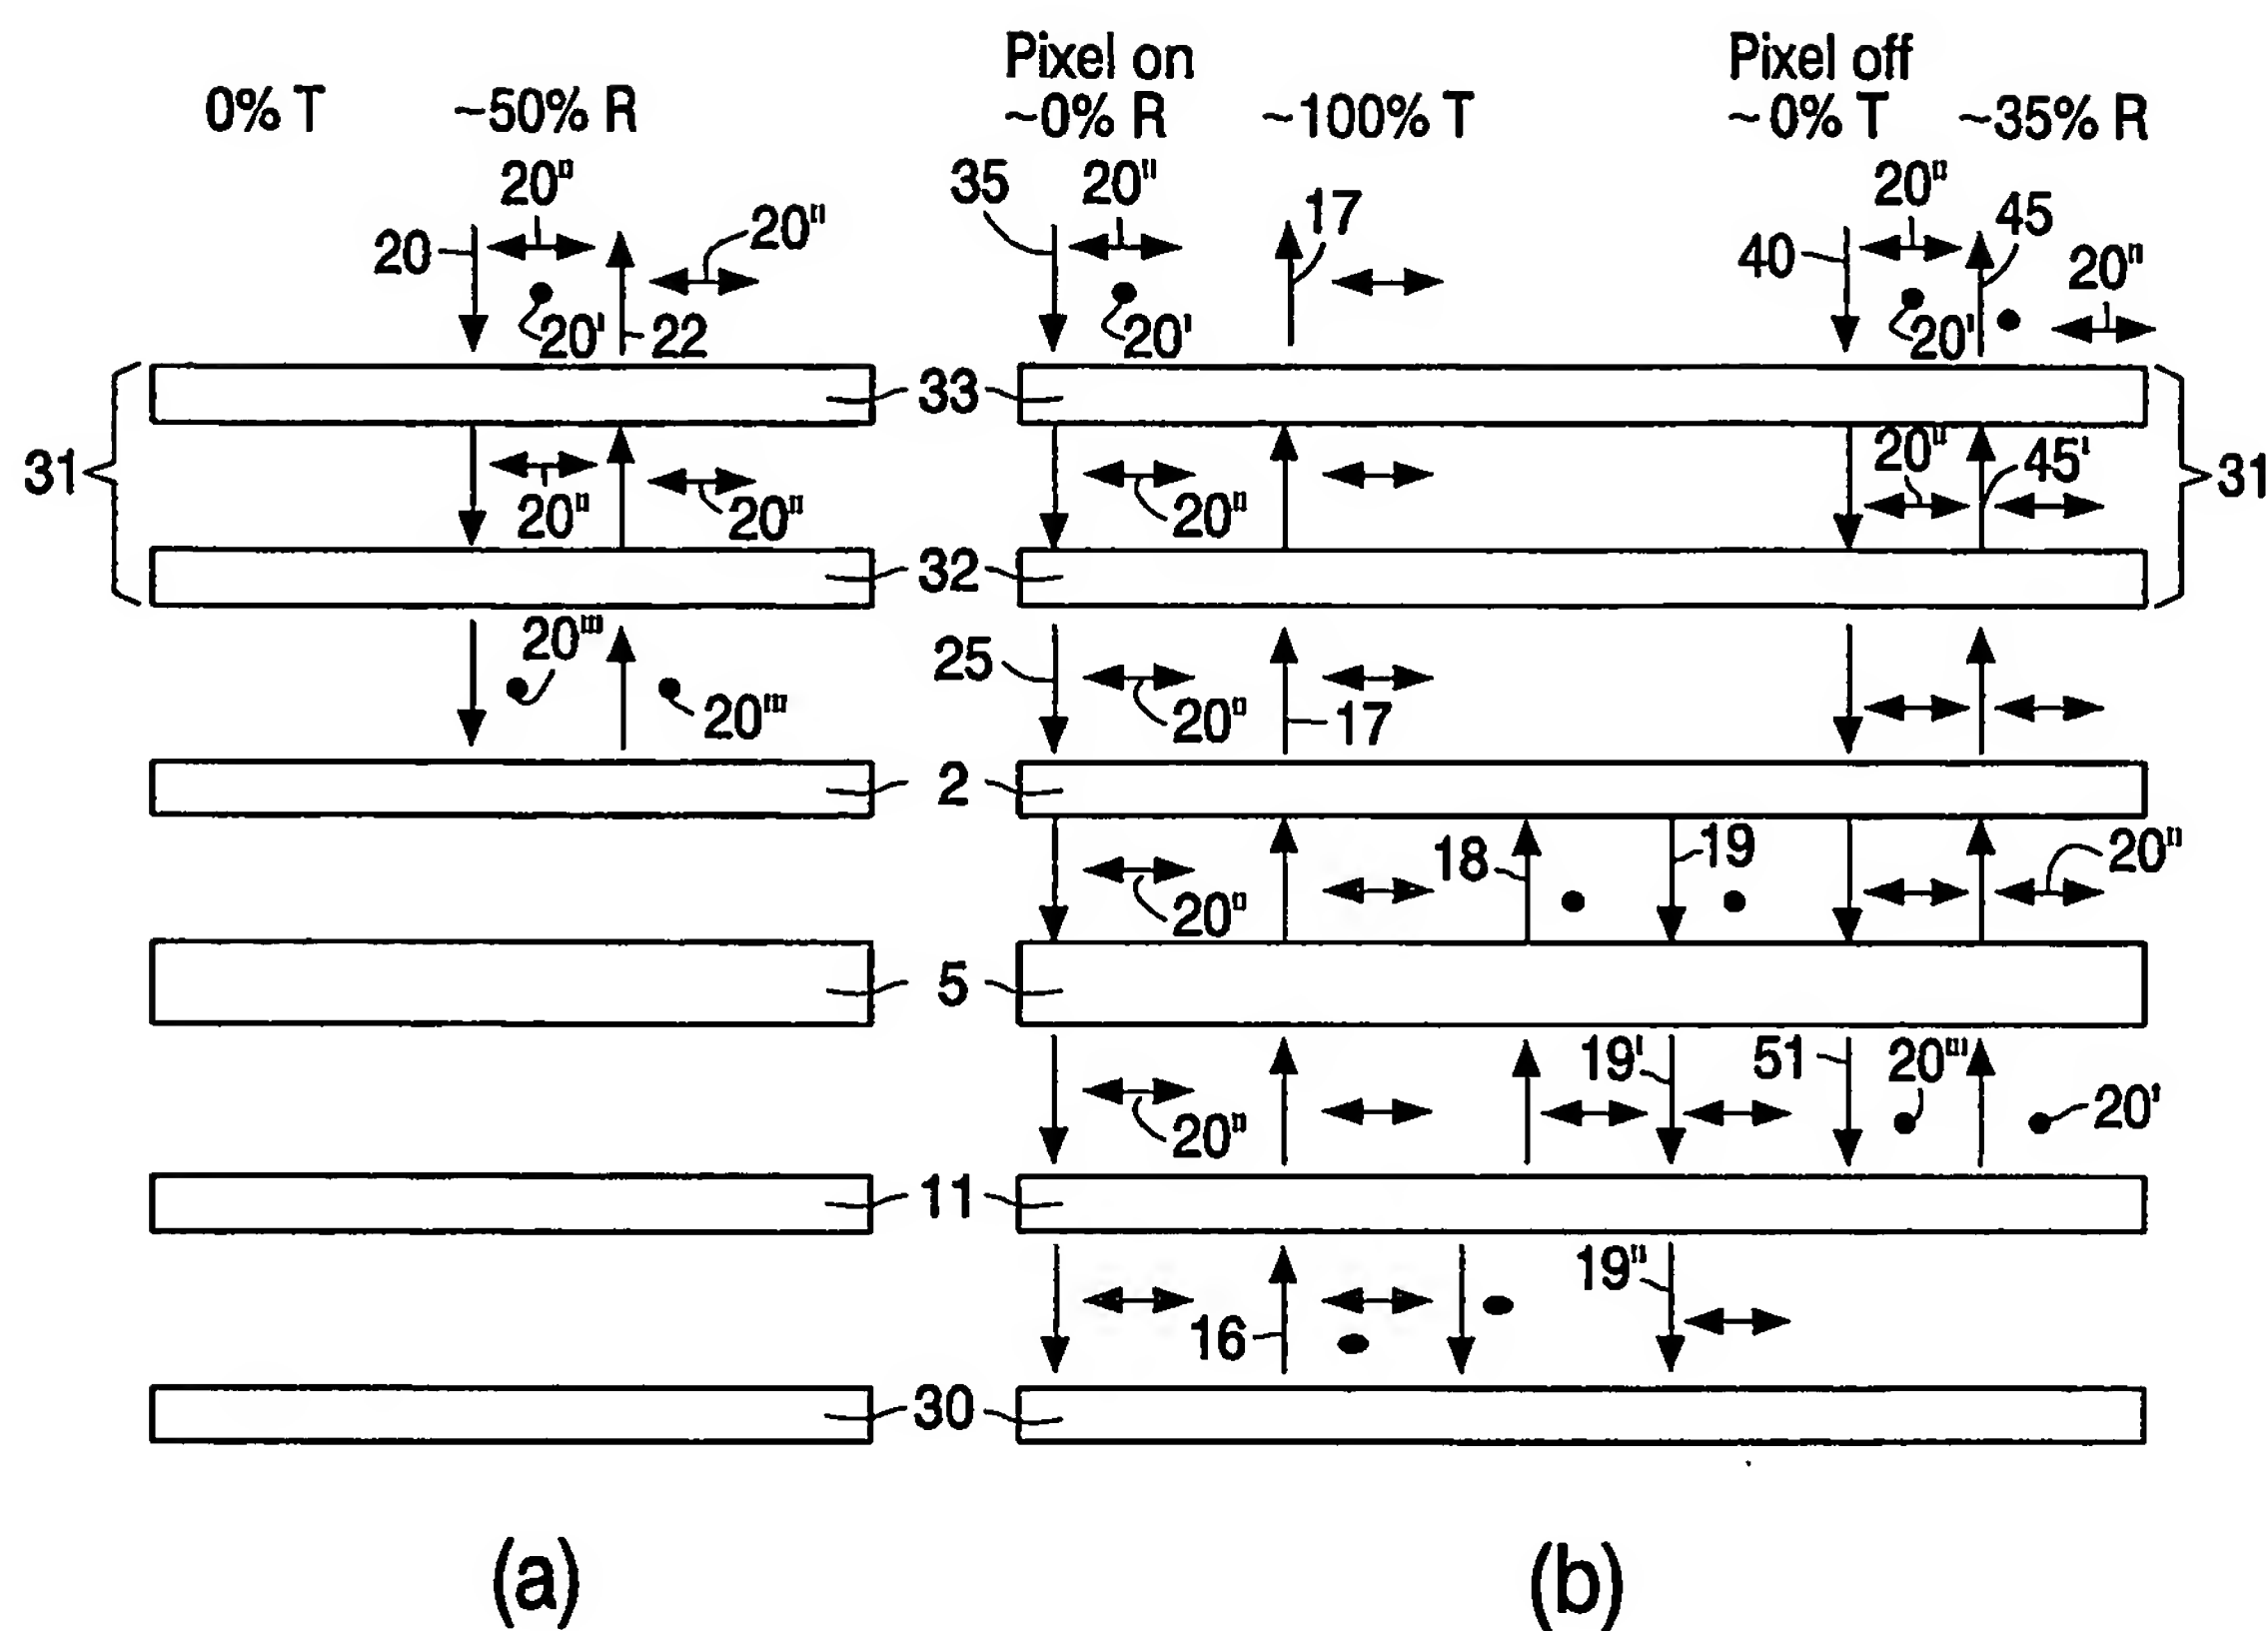 Pixel on
Pixel off
0% T ~50% R ~0% R ~100% T ~0% T ~35% R
20" 35 20" 17 20" 45
20 20" 40 20"
20' 22 20' 20'
33
31 20" 20" 20" 20" 45' 31
32
20''' 20''' 25 20" 17
2
20" 18 19 20"
5
20" 19' 51 20''' 20'
11
16 19"
30
(a) (b)